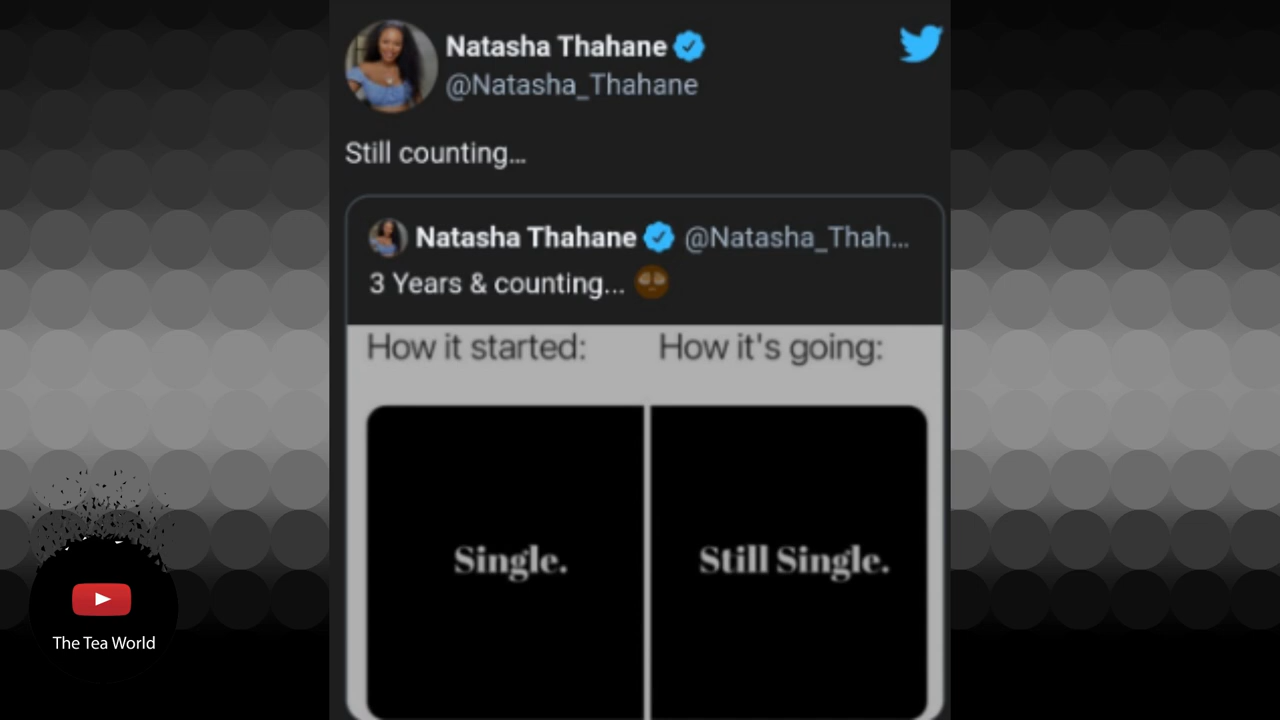 Natasha Thahane
@Natasha_Thahane
Still counting...
Natasha Thahane @Natasha_Thah...
3 Years & counting...
How it started: How it's going:
Single. Still Single.
The Tea World